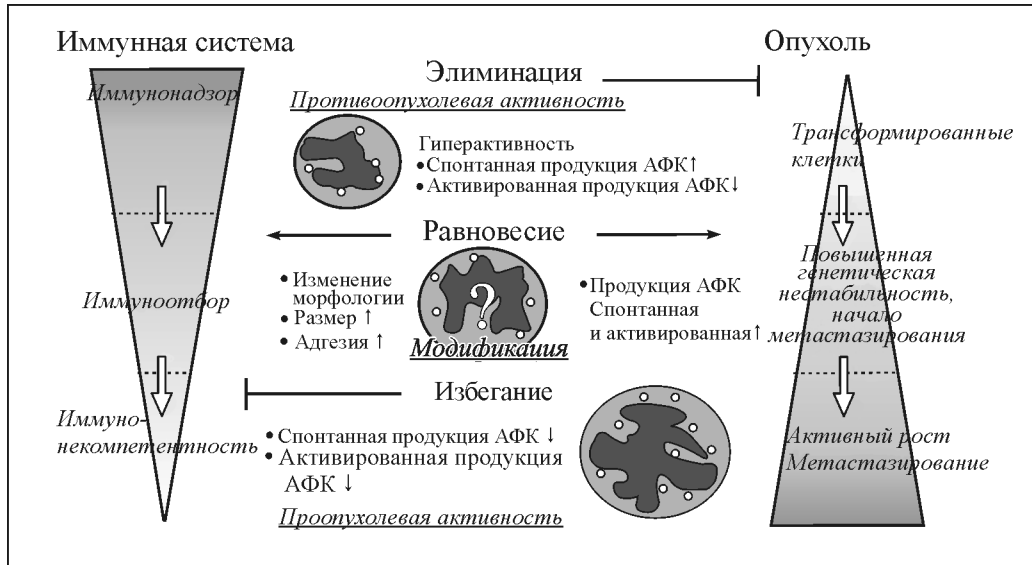 Иммунная система
Опухоль
Элиминация
Иммунонадзор
Противоопухолевая активность
Гиперактивность
•Спонтанная продукция АФК↑
•Активированная продукция АФК↓
Трансформированные
клетки
Равновесие
• Изменение
морфологии
• Размер ↑
• Адгезия ↑
Иммуноотбор
?
Модификация
•Продукция АФК
Спонтанная
и активированная↑
Повышенная
генетическая
нестабильность,
начало
метастазирования
Избегание
Иммуно-
некомпетентность
• Спонтанная продукция АФК ↓
• Активированная продукция
АФК ↓
Проопухолевая активность
Активный рост
Метастазирование